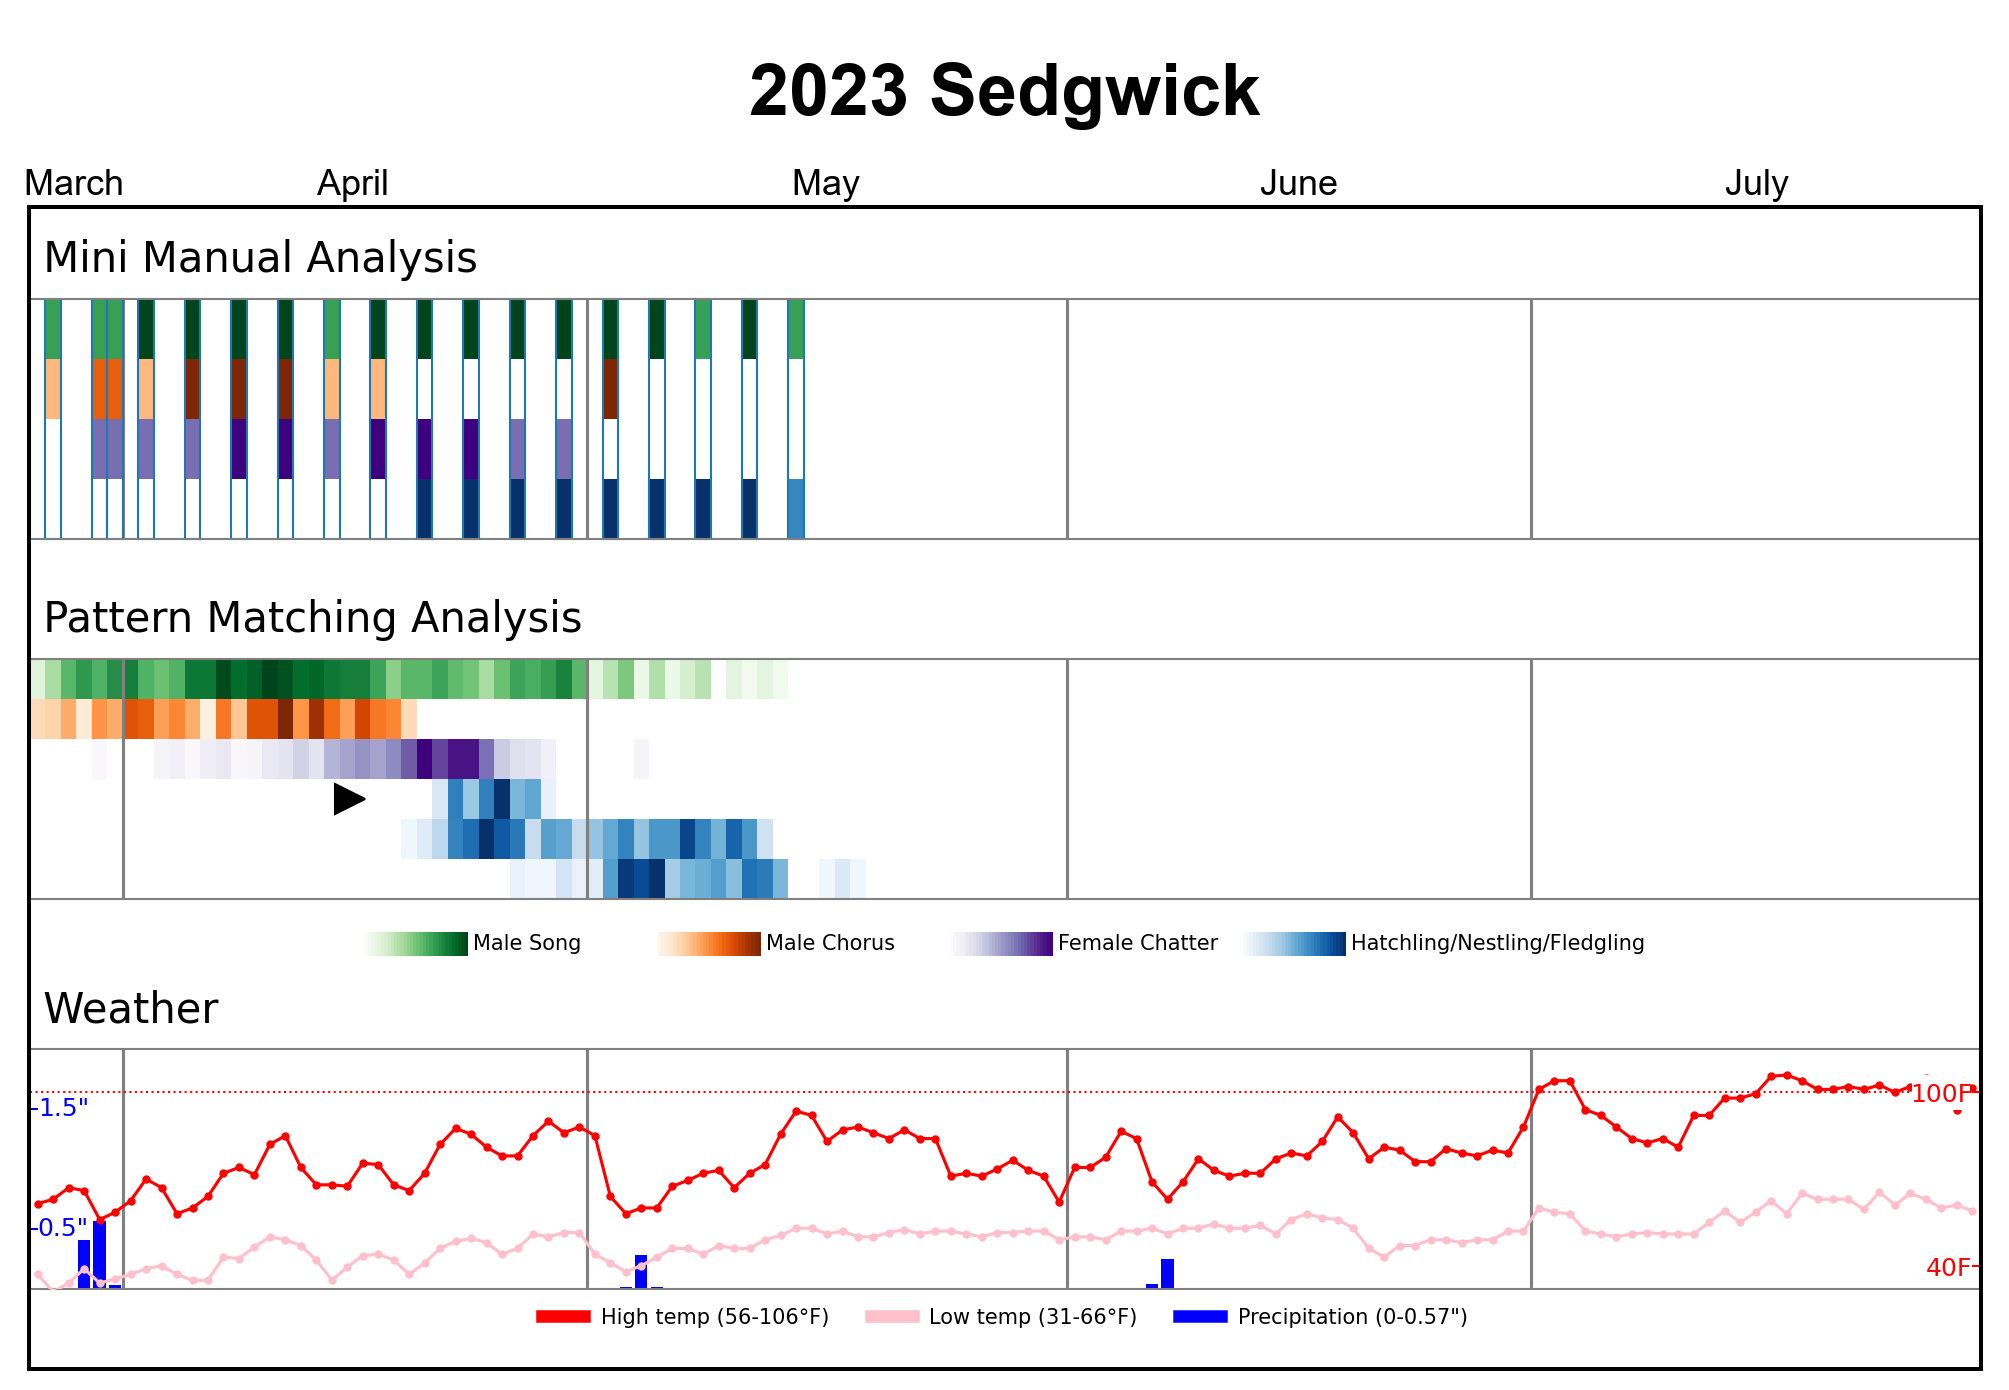 2023 Sedgwick
March April May June July
Mini Manual Analysis
Pattern Matching Analysis
Male Song Male Chorus Female Chatter Hatchling/Nestling/Fledgling
Weather
100F
1.5"
0.5"
40F
High temp (56-106°F) Low temp (31-66°F) Precipitation (0-0.57")